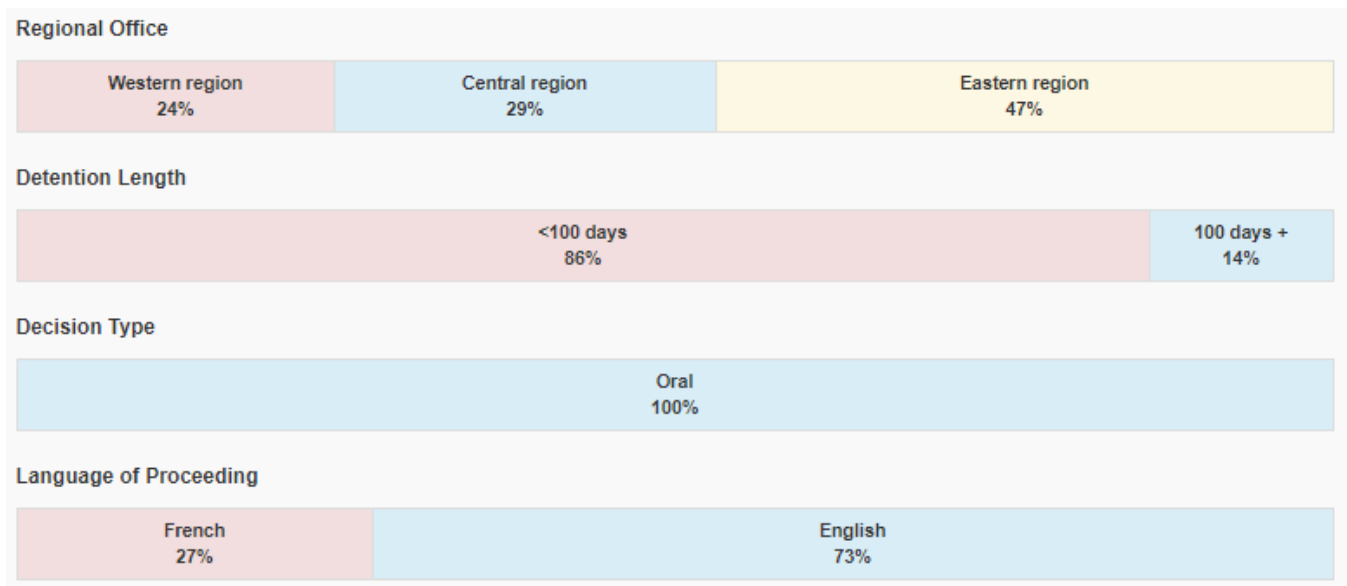 Regional Office
Western region Central region Eastern region
24% 29% 47%
Detention Length
<100 days 100 days +
86% 14%
Decision Type
Oral
100%
Language of Proceeding
French English
27% 73%